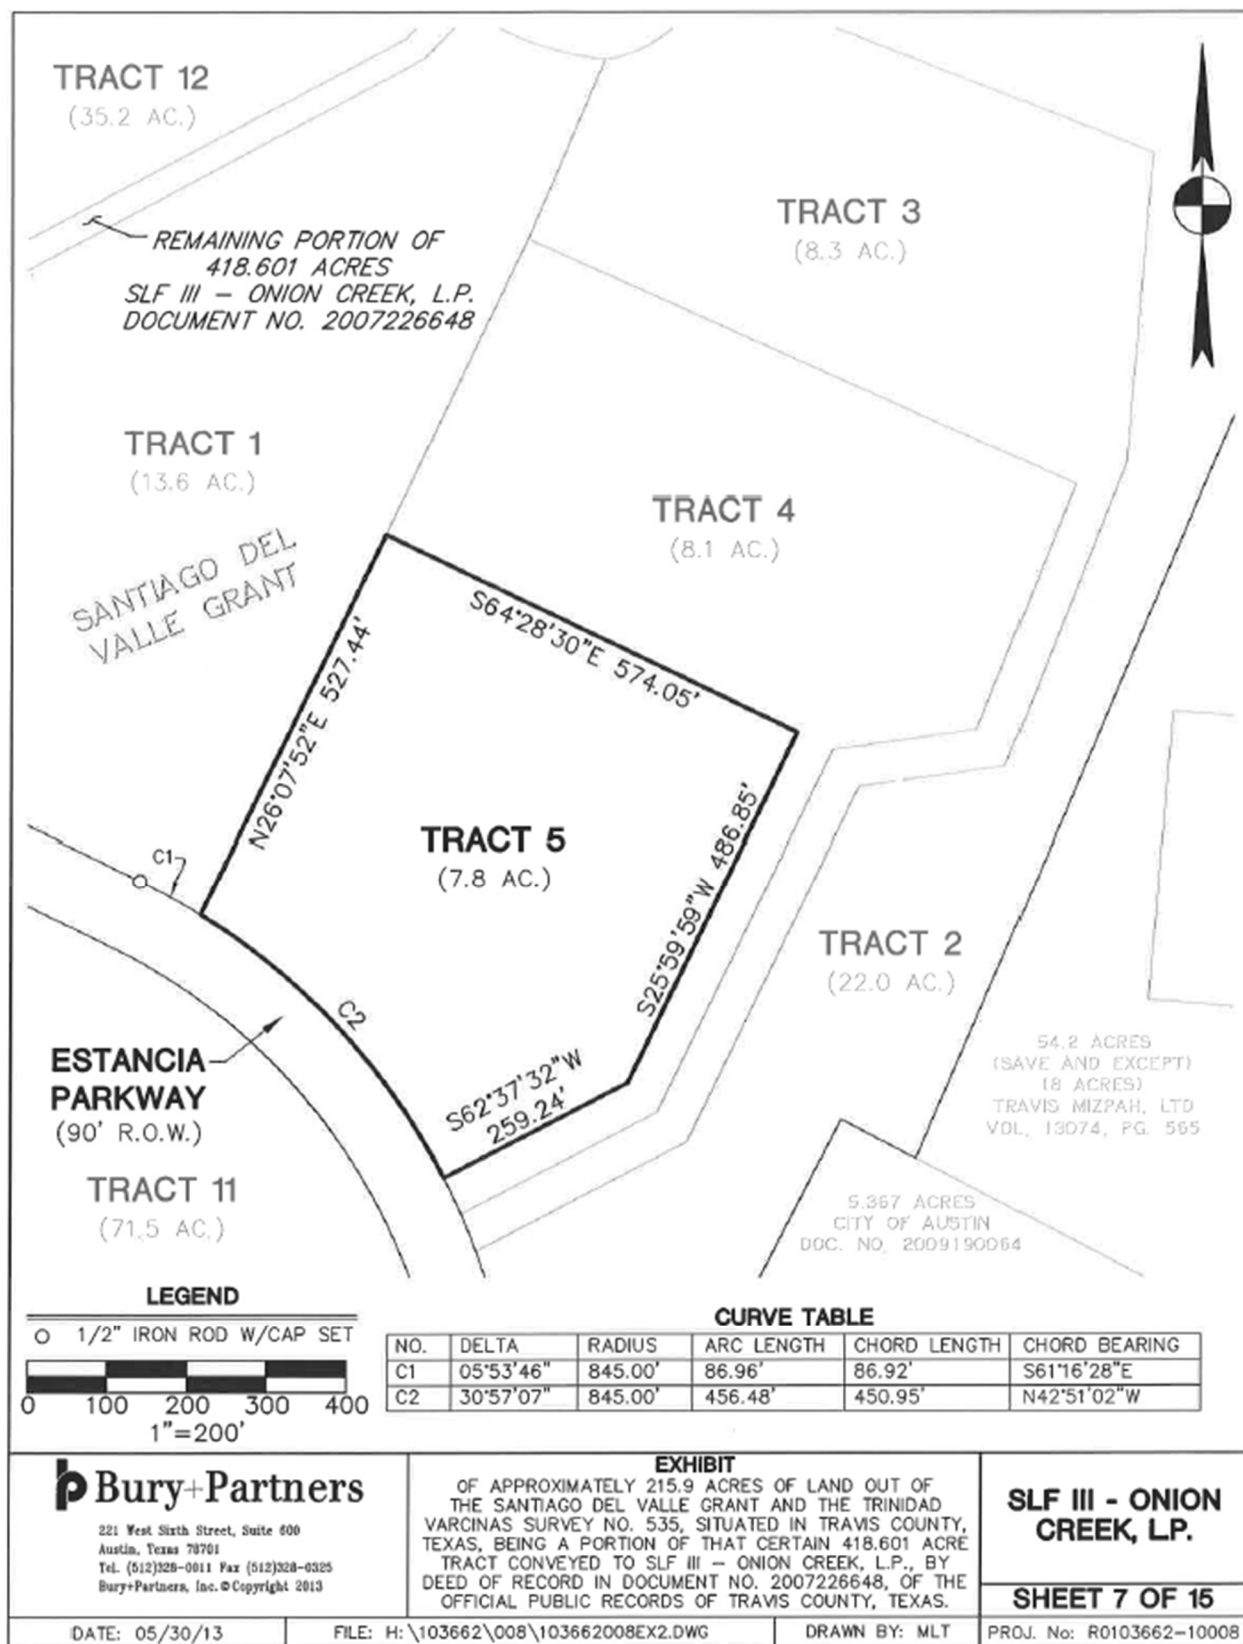 TRACT 12
(35.2 AC.)
REMAINING PORTION OF
418.601 ACRES
SLF III – ONION CREEK, L.P.
DOCUMENT NO. 2007226648
TRACT 3
(8.3 AC.)
TRACT 1
(13.6 AC.)
TRACT 4
(8.1 AC.)
SANTIAGO DEL
VALLE GRANT
S64°28'30"E 574.05'
N26°07'52"E 527.44'
TRACT 5
(7.8 AC.)
S25°59'59"W 486.85'
C1
C2
TRACT 2
(22.0 AC.)
S62°37'32"W
259.24'
ESTANCIA
PARKWAY
(90' R.O.W.)
54.2 ACRES
(SAVE AND EXCEPT)
(8 ACRES)
TRAVIS MIZPAH, LTD
VOL. 13074, PG. 565
TRACT 11
(71.5 AC.)
5.367 ACRES
CITY OF AUSTIN
DOC. NO. 2009190064
LEGEND
1/2" IRON ROD W/CAP SET
0 100 200 300 400
1"=200'
CURVE TABLE
NO. DELTA RADIUS ARC LENGTH CHORD LENGTH CHORD BEARING
C1 05°53'46" 845.00' 86.96' 86.92' S61°16'28"E
C2 30°57'07" 845.00' 456.48' 450.95' N42°51'02"W
Bury+Partners
221 West Sixth Street, Suite 600
Austin, Texas 78701
Tel. (512)328-0011 Fax (512)328-0325
Bury+Partners, Inc. ©Copyright 2013
EXHIBIT
OF APPROXIMATELY 215.9 ACRES OF LAND OUT OF
THE SANTIAGO DEL VALLE GRANT AND THE TRINIDAD
VARCINAS SURVEY NO. 535, SITUATED IN TRAVIS COUNTY,
TEXAS, BEING A PORTION OF THAT CERTAIN 418.601 ACRE
TRACT CONVEYED TO SLF III – ONION CREEK, L.P., BY
DEED OF RECORD IN DOCUMENT NO. 2007226648, OF THE
OFFICIAL PUBLIC RECORDS OF TRAVIS COUNTY, TEXAS.
SLF III - ONION
CREEK, L.P.
SHEET 7 OF 15
DATE: 05/30/13
FILE: H:\103662\008\103662008EX2.DWG
DRAWN BY: MLT
PROJ. No: R0103662-10008